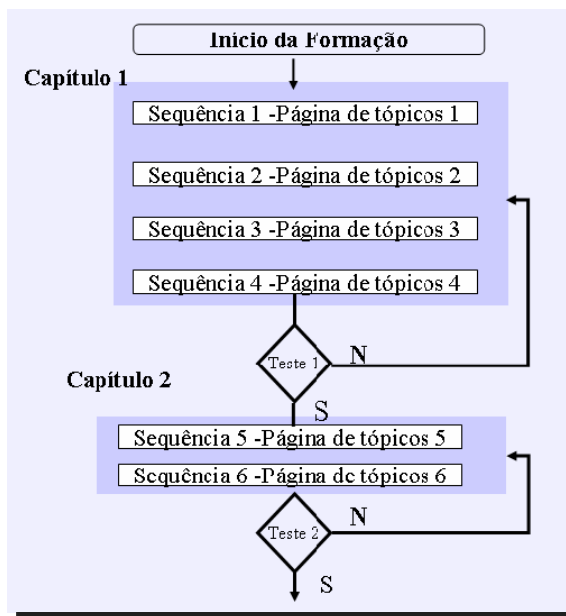 Início da Formação
Capítulo 1
Sequência 1 -Página de tópicos 1
Sequência 2 -Página de tópicos 2
Sequência 3 -Página de tópicos 3
Sequência 4 -Página de tópicos 4
Teste 1
N
Capítulo 2
S
Sequência 5 -Página de tópicos 5
Sequência 6 -Página de tópicos 6
N
Teste 2
S